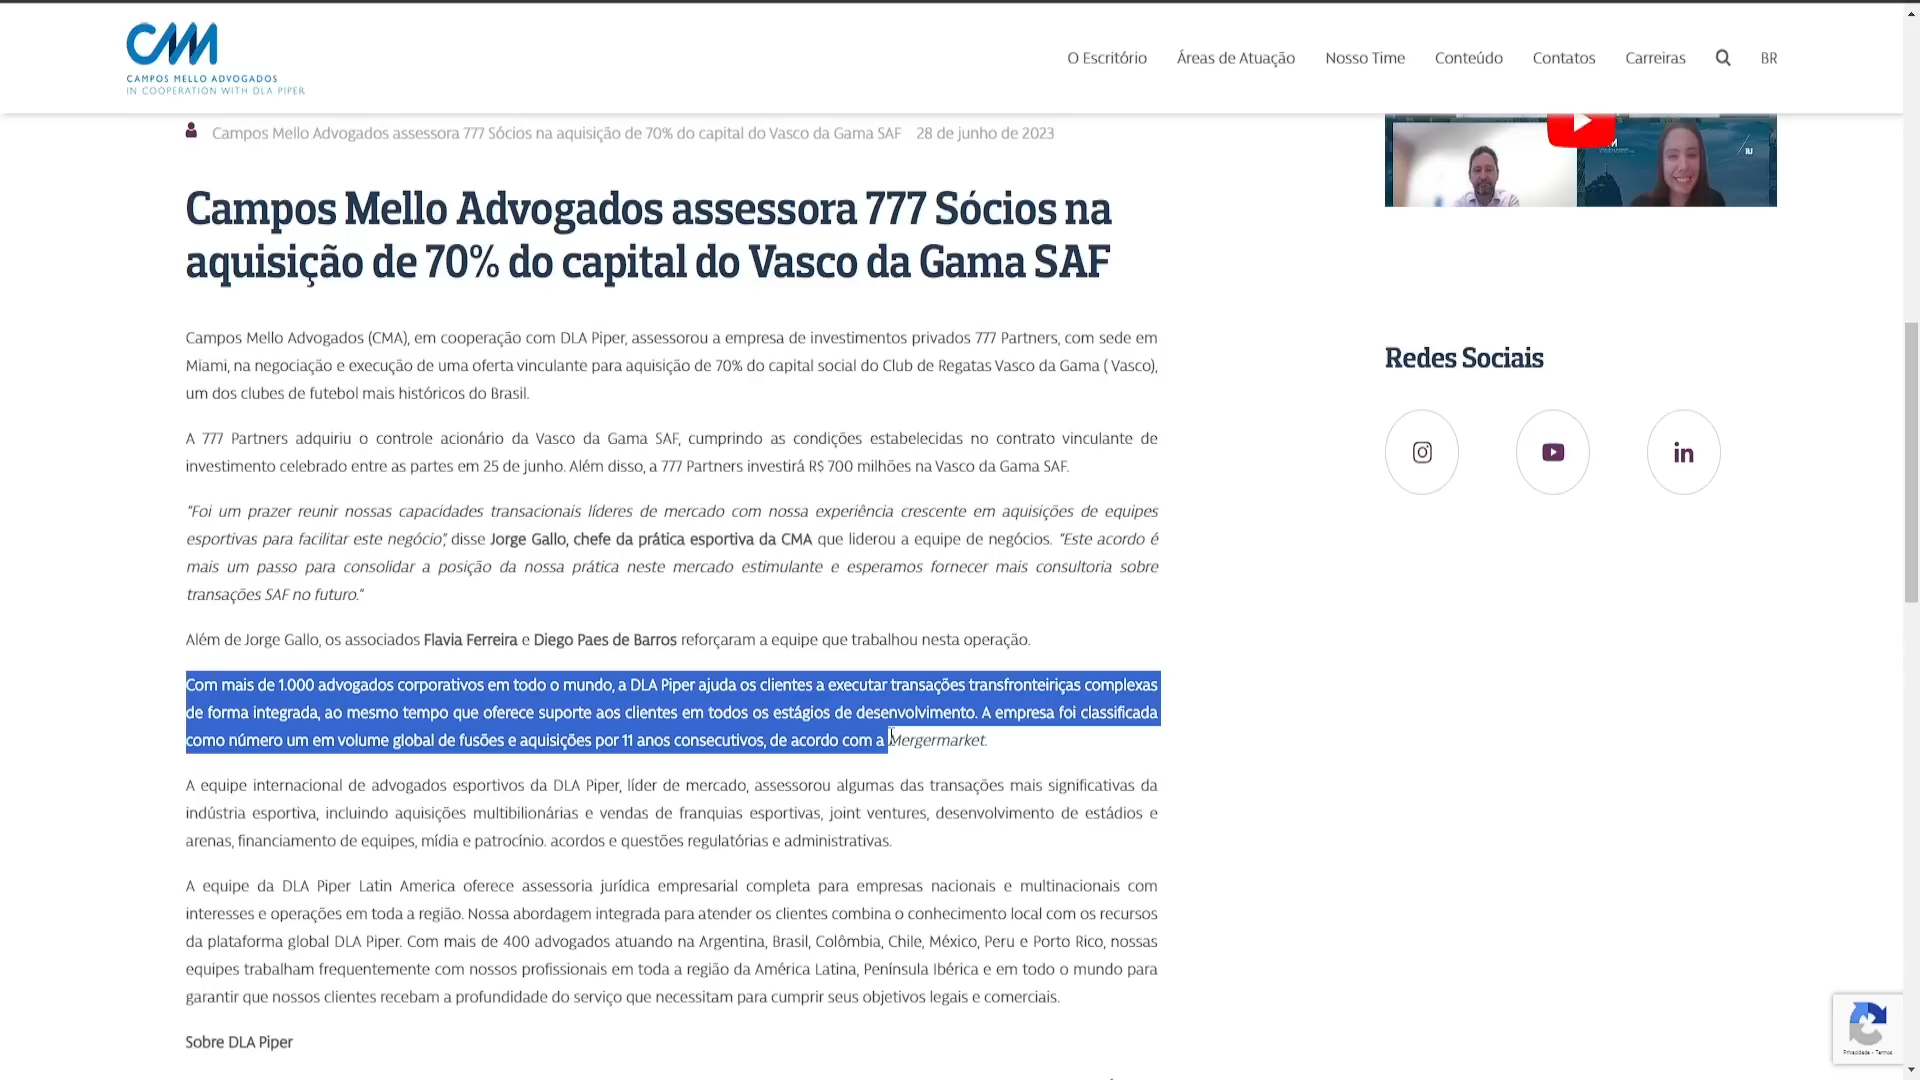 CMA
CAMPOS MELLO ADVOGADOS
IN COOPERATION WITH DLA PIPER
O Escritório
Áreas de Atuação
Nosso Time
Conteúdo
Contatos
Carreiras
BR
Campos Mello Advogados assessora 777 Sócios na aquisição de 70% do capital do Vasco da Gama SAF 28 de junho de 2023
Campos Mello Advogados assessora 777 Sócios na
aquisição de 70% do capital do Vasco da Gama SAF
Campos Mello Advogados (CMA), em cooperação com DLA Piper, assessorou a empresa de investimentos privados 777 Partners, com sede em
Miami, na negociação e execução de uma oferta vinculante para aquisição de 70% do capital social do Club de Regatas Vasco da Gama ( Vasco),
um dos clubes de futebol mais históricos do Brasil.
A 777 Partners adquiriu o controle acionário da Vasco da Gama SAF, cumprindo as condições estabelecidas no contrato vinculante de
investimento celebrado entre as partes em 25 de junho. Além disso, a 777 Partners investirá R$ 700 milhões na Vasco da Gama SAF.
“Foi um prazer reunir nossas capacidades transacionais líderes de mercado com nossa experiência crescente em aquisições de equipes
esportivas para facilitar este negócio”, disse Jorge Gallo, chefe da prática esportiva da CMA que liderou a equipe de negócios. “Este acordo é
mais um passo para consolidar a posição da nossa prática neste mercado estimulante e esperamos fornecer mais consultoria sobre
transações SAF no futuro.”
Além de Jorge Gallo, os associados Flavia Ferreira e Diego Paes de Barros reforçaram a equipe que trabalhou nesta operação.
Com mais de 1.000 advogados corporativos em todo o mundo, a DLA Piper ajuda os clientes a executar transações transfronteiriças complexas
de forma integrada, ao mesmo tempo que oferece suporte aos clientes em todos os estágios de desenvolvimento. A empresa foi classificada
como número um em volume global de fusões e aquisições por 11 anos consecutivos, de acordo com a Mergermarket.
A equipe internacional de advogados esportivos da DLA Piper, líder de mercado, assessorou algumas das transações mais significativas da
indústria esportiva, incluindo aquisições multibilionárias e vendas de franquias esportivas, joint ventures, desenvolvimento de estádios e
arenas, financiamento de equipes, mídia e patrocínio. acordos e questões regulatórias e administrativas.
A equipe da DLA Piper Latin America oferece assessoria jurídica empresarial completa para empresas nacionais e multinacionais com
interesses e operações em toda a região. Nossa abordagem integrada para atender os clientes combina o conhecimento local com os recursos
da plataforma global DLA Piper. Com mais de 400 advogados atuando na Argentina, Brasil, Colômbia, Chile, México, Peru e Porto Rico, nossas
equipes trabalham frequentemente com nossos profissionais em toda a região da América Latina, Península Ibérica e em todo o mundo para
garantir que nossos clientes recebam a profundidade do serviço que necessitam para cumprir seus objetivos legais e comerciais.
Sobre DLA Piper
RJ
Redes Sociais
in
Privacidade - Termos